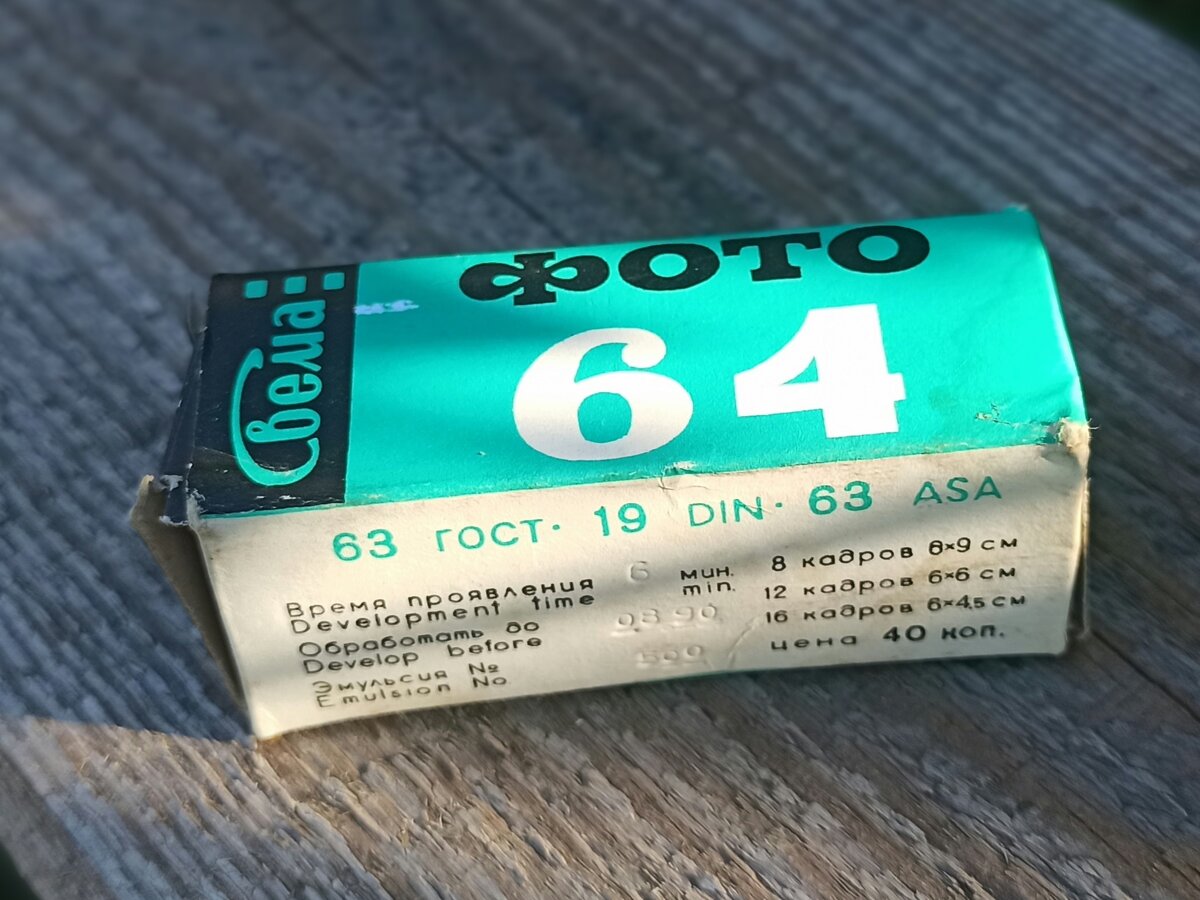 Свема
ФОТО
64
63 ГОСТ · 19 DIN · 63 ASA
Время проявления 6 мин.
Development time min.
Обработать до 08 90
Develop before
Эмульсия №
Emulsion No
8 кадров 6×9 см
12 кадров 6×6 см
16 кадров 6×4,5 см
цена 40 коп.